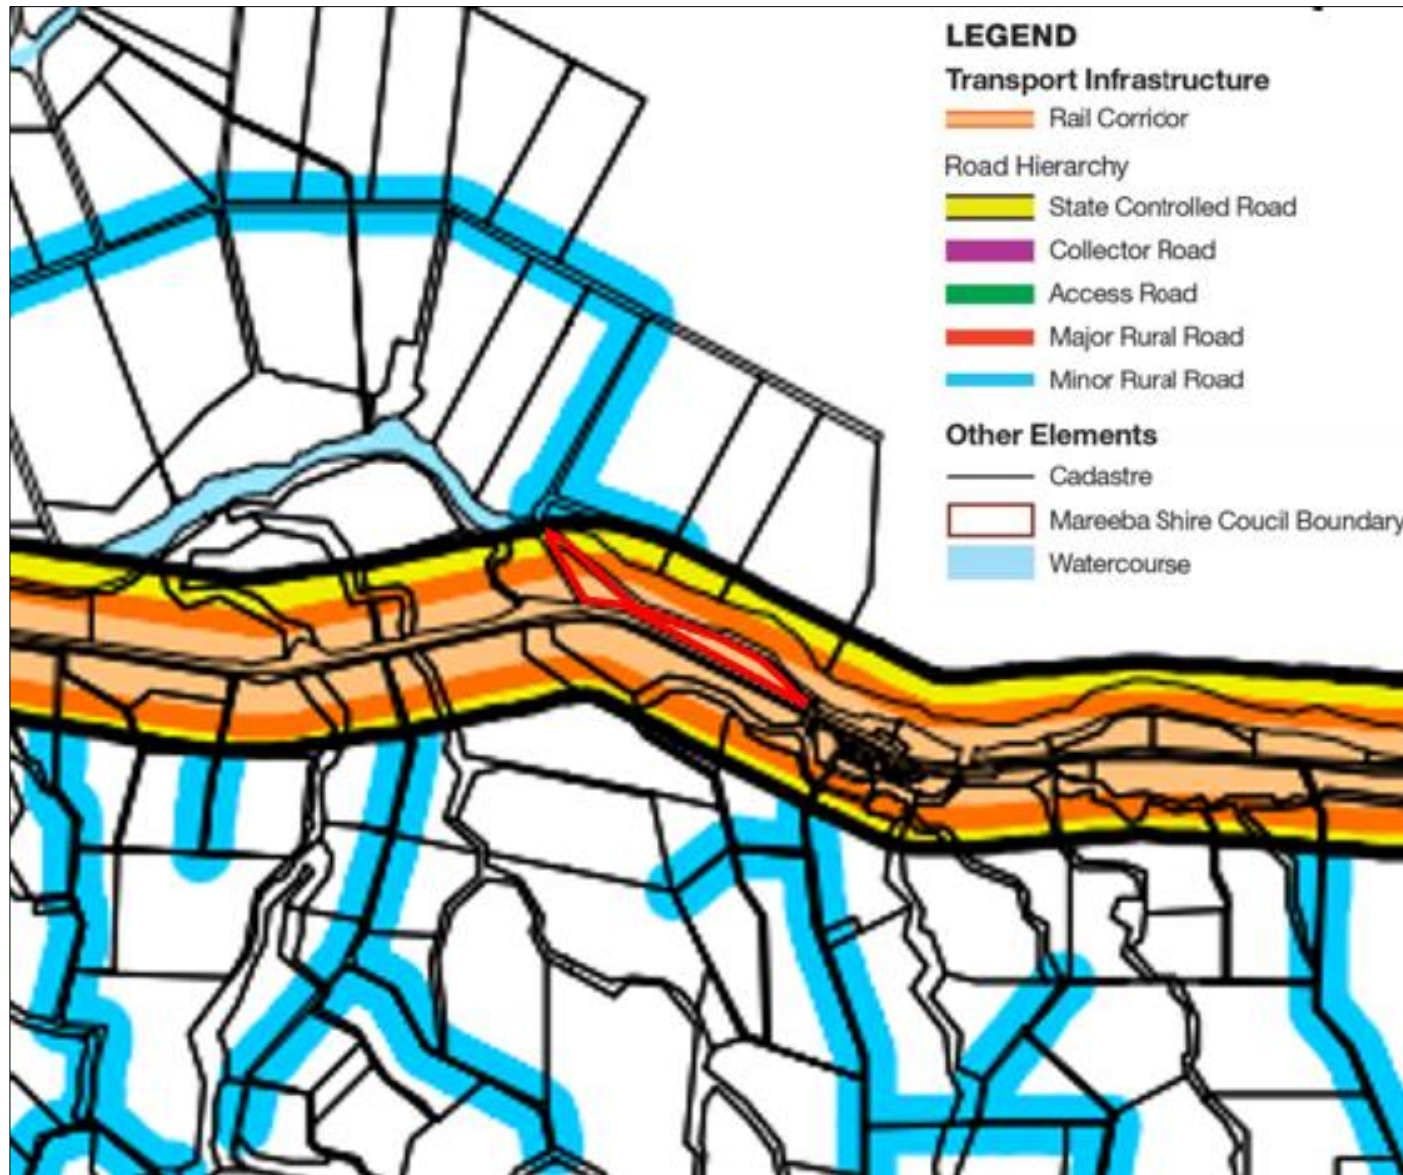 LEGEND
Transport Infrastructure
Rail Corridor
Road Hierarchy
State Controlled Road
Collector Road
Access Road
Major Rural Road
Minor Rural Road
Other Elements
Cadastre
Mareeba Shire Coucil Boundary
Watercourse